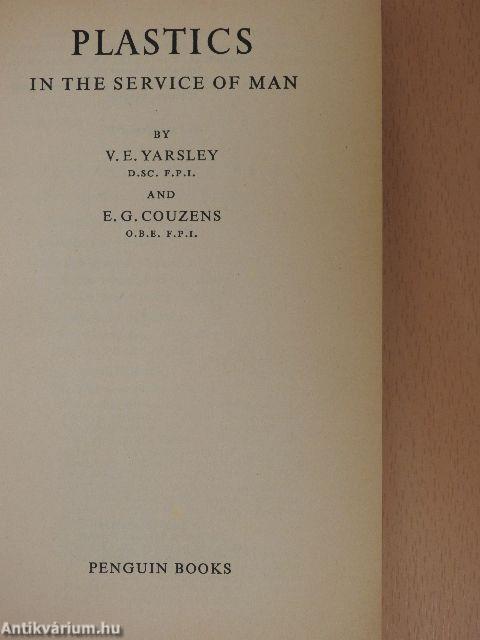 PLASTICS
IN THE SERVICE OF MAN
BY
V. E. YARSLEY
D.SC. F.P.I.
AND
E. G. COUZENS
O.B.E. F.P.I.
PENGUIN BOOKS
Antikvárium.hu